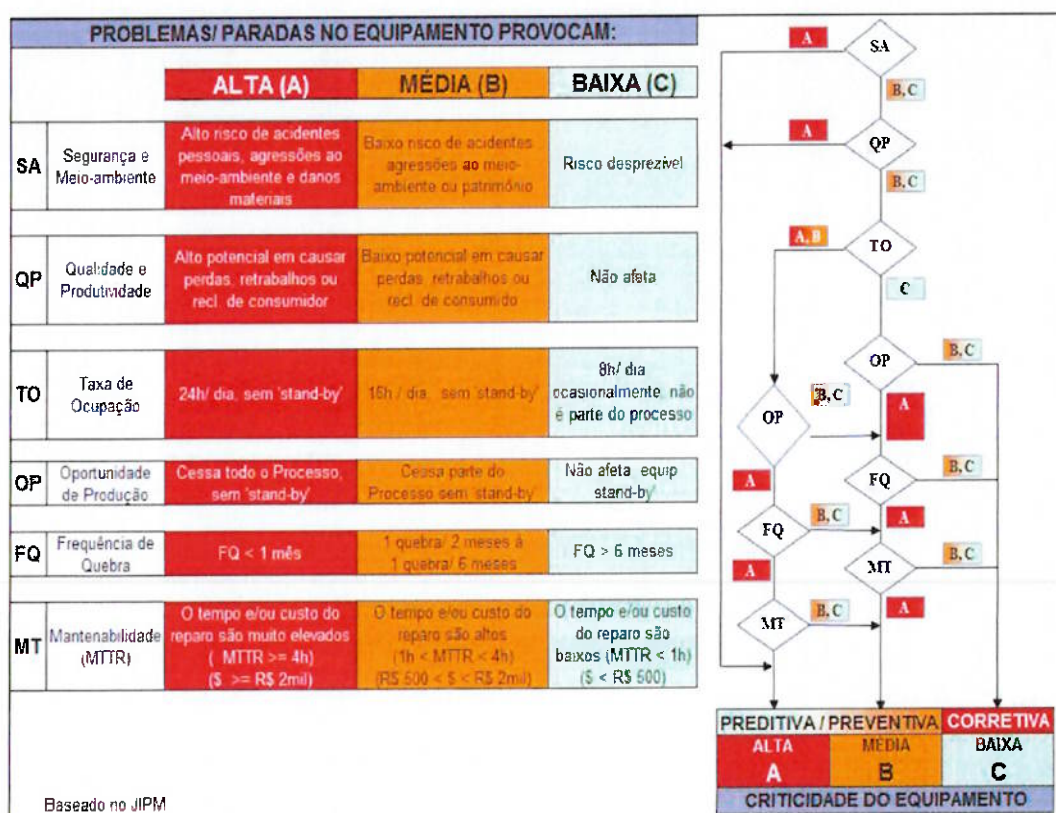 PROBLEMAS/ PARADAS NO EQUIPAMENTO PROVOCAM:
ALTA (A)
MÉDIA (B)
BAIXA (C)
SA
Segurança e
Meio-ambiente
Alto risco de acidentes
pessoais, agressões ao
meio-ambiente e danos
materiais
Baixo risco de acidentes
agressões ao meio-
ambiente ou patrimônio
Risco desprezível
QP
Qualidade e
Produtividade
Alto potencial em causar
perdas, retrabalhos ou
recl. de consumidor
Baixo potencial em causar
perdas, retrabalhos ou
recl. de consumido
Não afeta
TO
Taxa de
Ocupação
24h/ dia, sem 'stand-by'
15h / dia, sem 'stand-by'
8h/ dia
ocasionalmente, não
é parte do processo
OP
Oportunidade
de Produção
Cessa todo o Processo,
sem 'stand-by'
Cessa parte do
Processo sem 'stand-by'
Não afeta, equip
stand-by'
FQ
Frequência de
Quebra
FQ < 1 mês
1 quebra/ 2 meses á
1 quebra/ 6 meses
FQ > 6 meses
MT
Mantenabilidade
(MTTR)
O tempo e/ou custo do
reparo são muito elevados
( MTTR >= 4h)
($ >= R$ 2mil)
O tempo e/ou custo do
reparo são altos
(1h < MTTR < 4h)
(R$ 500 < $ < R$ 2mil)
O tempo e/ou custo
do reparo são
baixos (MTTR < 1h)
($ < R$ 500)
Baseado no JIPM
A
SA
B, C
A
QP
B, C
A, B
TO
C
OP
B, C
OP
B, C
A
A
FQ
B, C
FQ
B, C
A
A
MT
B, C
MT
B, C
A
PREDITIVA / PREVENTIVA
CORRETIVA
ALTA
MÉDIA
BAIXA
A
B
C
CRITICIDADE DO EQUIPAMENTO